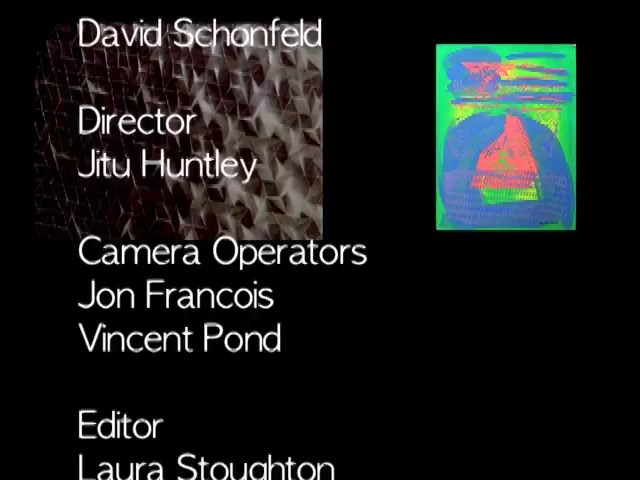 David Schonfeld
Director
Jitu Huntley
Camera Operators
Jon Francois
Vincent Pond
Editor
Laura Stoughton